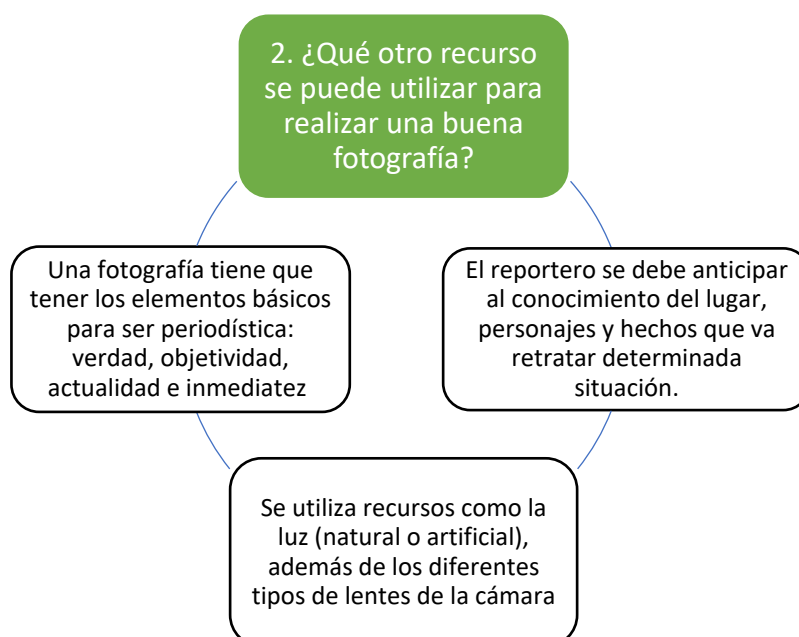 2. ¿Qué otro recurso
se puede utilizar para
realizar una buena
fotografía?
Una fotografía tiene que
tener los elementos básicos
para ser periodística:
verdad, objetividad,
actualidad e inmediatez
El reportero se debe anticipar
al conocimiento del lugar,
personajes y hechos que va
retratar determinada
situación.
Se utiliza recursos como la
luz (natural o artificial),
además de los diferentes
tipos de lentes de la cámara